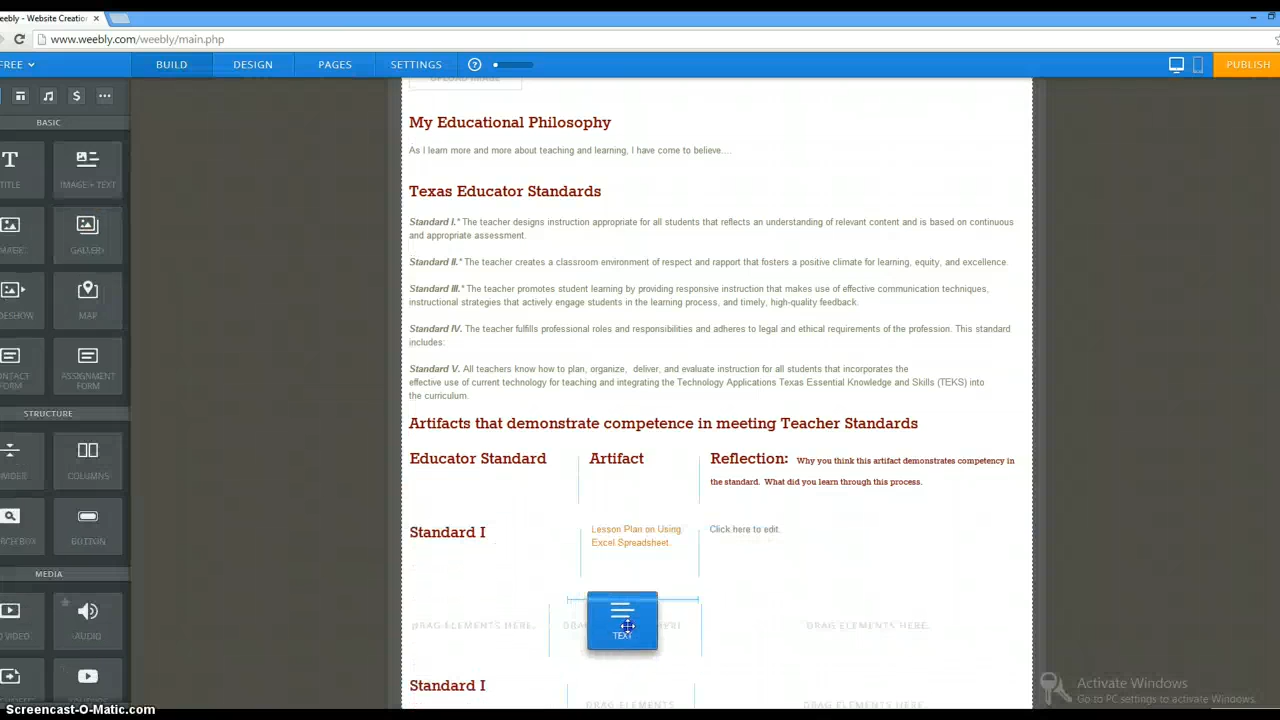 eebly - Website Creatio
www.weebly.com/weebly/main.php
FREE
BUILD
DESIGN
PAGES
SETTINGS
PUBLISH
UPLOAD IMAGE
BASIC
TITLE
IMAGE + TEXT
GALLERY
DESHOW
MAP
CONTACT FORM
ASSIGNMENT FORM
STRUCTURE
COLUMNS
BUTTON
MEDIA
VIDEO
AUDIO
My Educational Philosophy
As I learn more and more about teaching and learning, I have come to believe....
Texas Educator Standards
Standard I.* The teacher designs instruction appropriate for all students that reflects an understanding of relevant content and is based on continuous
and appropriate assessment.
Standard II.* The teacher creates a classroom environment of respect and rapport that fosters a positive climate for learning, equity, and excellence.
Standard III.* The teacher promotes student learning by providing responsive instruction that makes use of effective communication techniques,
instructional strategies that actively engage students in the learning process, and timely, high-quality feedback.
Standard IV. The teacher fulfills professional roles and responsibilities and adheres to legal and ethical requirements of the profession. This standard
includes:
Standard V. All teachers know how to plan, organize, deliver, and evaluate instruction for all students that incorporates the
effective use of current technology for teaching and integrating the Technology Applications Texas Essential Knowledge and Skills (TEKS) into
the curriculum.
Artifacts that demonstrate competence in meeting Teacher Standards
Educator Standard
Artifact
Reflection: Why you think this artifact demonstrates competency in
the standard. What did you learn through this process.
Standard I
Lesson Plan on Using
Excel Spreadsheet.
Click here to edit.
DRAG ELEMENTS HERE.
TEXT
DRAG ELEMENTS HERE.
Standard I
DRAG ELEMENTS
DRAG ELEMENTS HERE.
Activate Windows
Go to PC settings to activate Windows.
Screencast-O-Matic.com